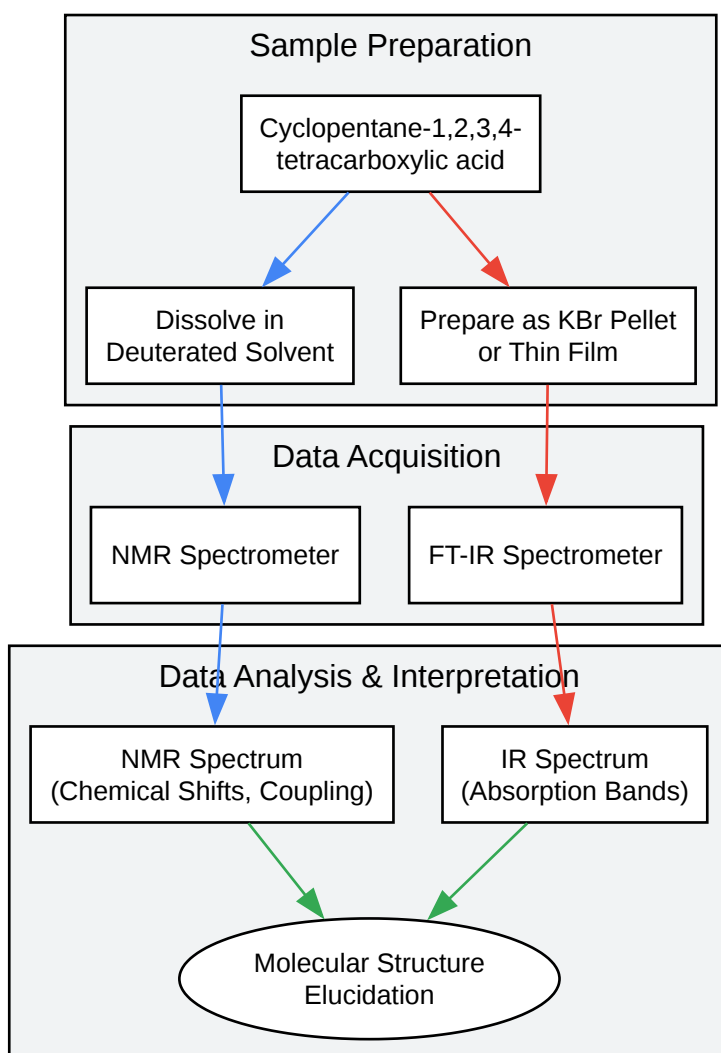 Sample Preparation
Cyclopentane-1,2,3,4-
tetracarboxylic acid
Dissolve in
Deuterated Solvent
Prepare as KBr Pellet
or Thin Film
Data Acquisition
NMR Spectrometer
FT-IR Spectrometer
Data Analysis & Interpretation
NMR Spectrum
(Chemical Shifts, Coupling)
IR Spectrum
(Absorption Bands)
Molecular Structure
Elucidation